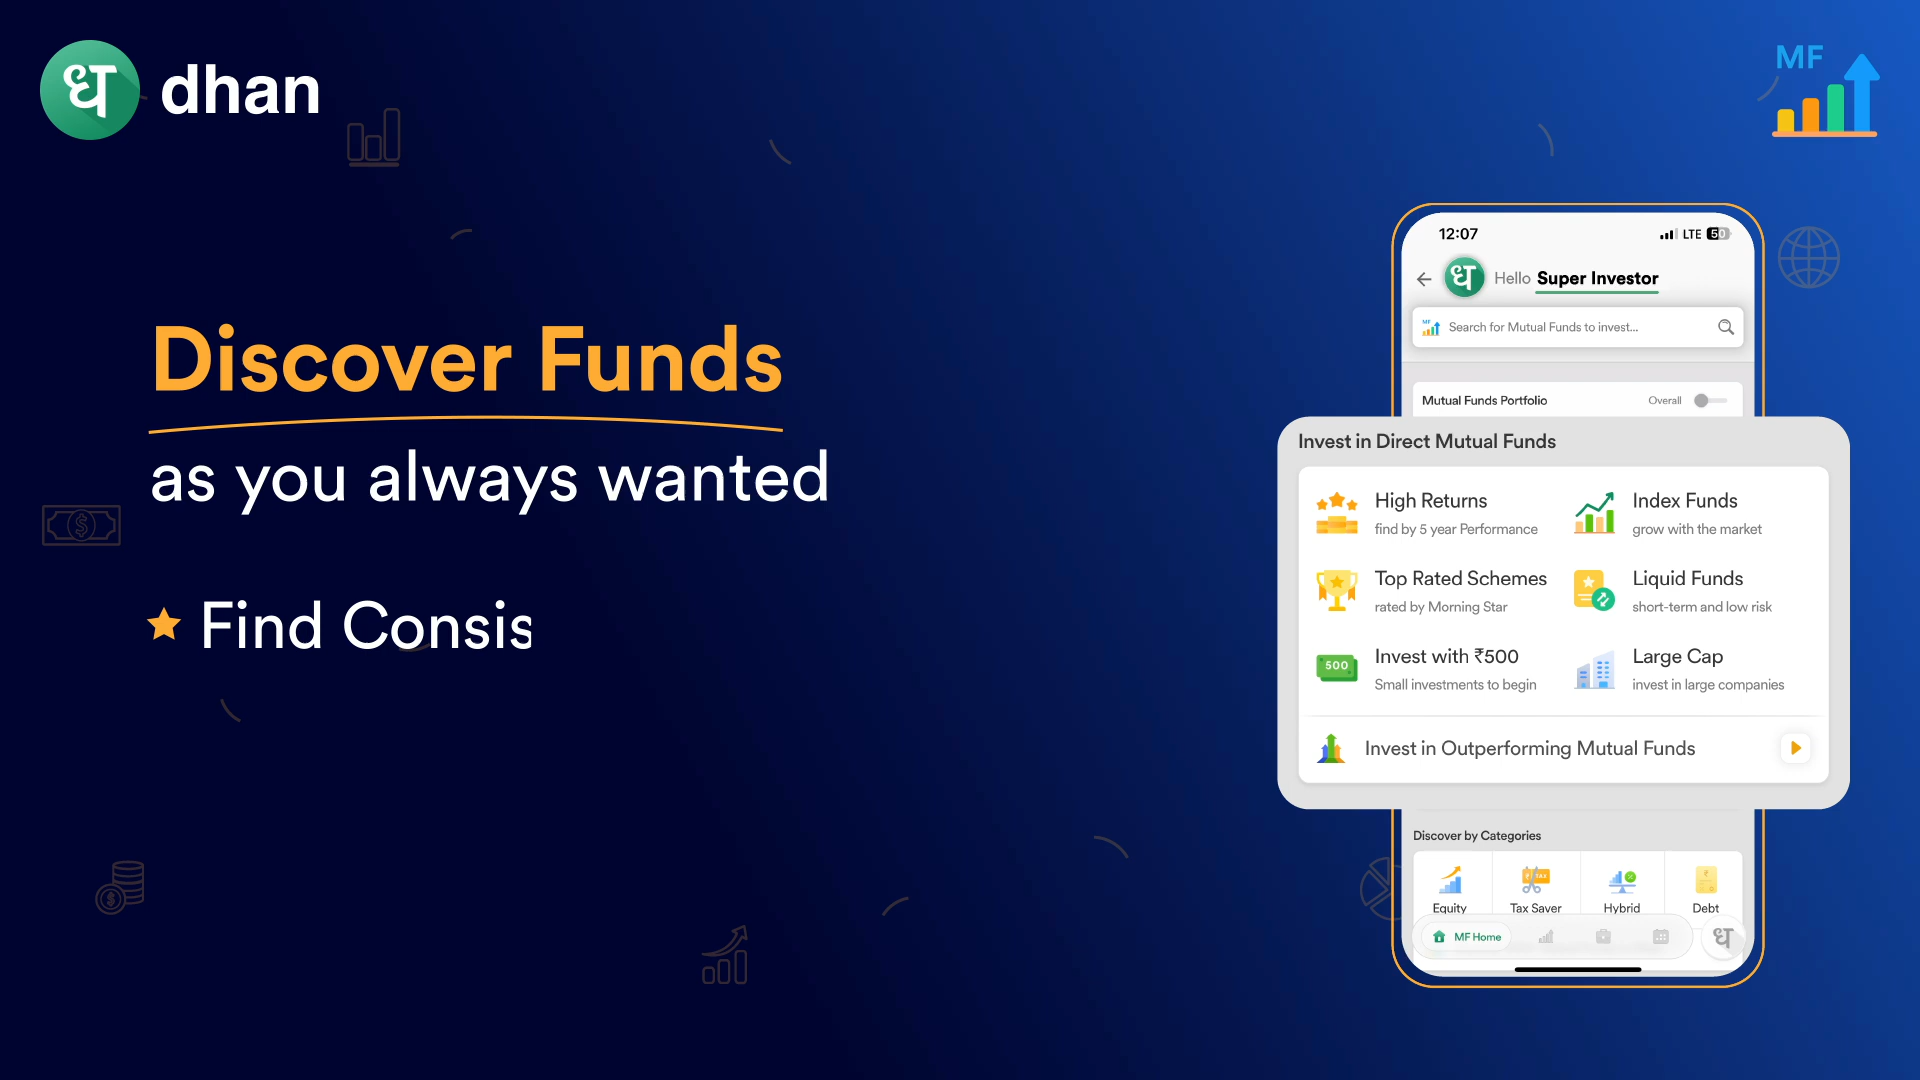 ध dhan
MF
Discover Funds
as you always wanted
Find Consis
12:07 LTE 50
ध Hello Super Investor
MF Search for Mutual Funds to invest...
Mutual Funds Portfolio Overall
Invest in Direct Mutual Funds
High Returns
find by 5 year Performance
Index Funds
grow with the market
Top Rated Schemes
rated by Morning Star
Liquid Funds
short-term and low risk
500
Invest with ₹500
Small investments to begin
Large Cap
invest in large companies
Invest in Outperforming Mutual Funds
Discover by Categories
TAX
Equity Tax Saver Hybrid Debt
MF Home ध